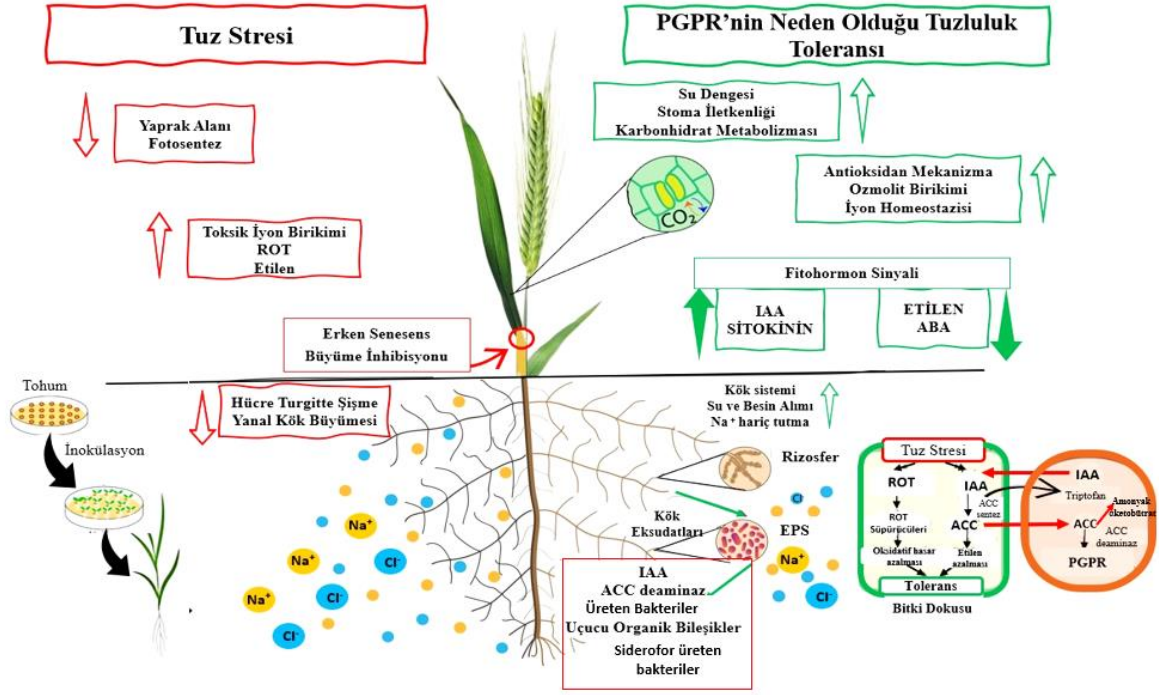 Tuz Stresi
PGPR’nin Neden Olduğu Tuzluluk
Toleransı
Yaprak Alanı
Fotosentez
Su Dengesi
Stoma İletkenliği
Karbonhidrat Metabolizması
CO₂
Antioksidan Mekanizma
Ozmolit Birikimi
İyon Homeostazisi
Toksik İyon Birikimi
ROT
Etilen
Fitohormon Sinyali
IAA
SİTOKİNİN
ETİLEN
ABA
Erken Senesens
Büyüme İnhibisyonu
Tohum
İnokülasyon
Hücre Turgitte Şişme
Yanal Kök Büyümesi
Kök sistemi
Su ve Besin Alımı
Na⁺ hariç tutma
Rizosfer
Kök
Eksudatları
EPS
Na⁺
Na⁺
Na⁺
Cl⁻
Cl⁻
Cl⁻
Cl
Na⁺
Cl⁻
IAA
ACC deaminaz
Üreten Bakteriler
Uçucu Organik Bileşikler
Siderofor üreten
bakteriler
Tuz Stresi
ROT
ROT
Süpürücüleri
Oksidatif hasar
azalması
IAA
ACC
sentez
ACC
Etilen
azalması
Tolerans
Bitki Dokusu
IAA
Triptofan
ACC
Amonyak
αketobütrat
ACC
deaminaz
PGPR